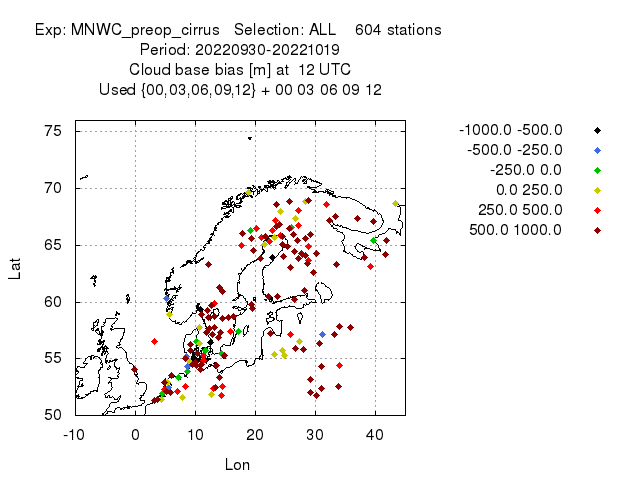 Exp: MNWC_preop_cirrus   Selection: ALL    604 stations
Period: 20220930-20221019
Cloud base bias [m] at  12 UTC
Used {00,03,06,09,12} + 00 03 06 09 12
-1000.0 -500.0
-500.0 -250.0
-250.0 0.0
0.0 250.0
250.0 500.0
500.0 1000.0
75
70
65
60
55
50
Lat
-10 0 10 20 30 40
Lon